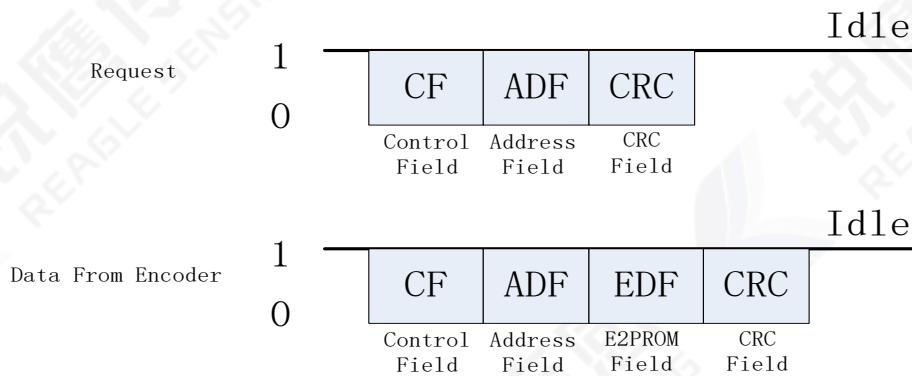 Idle
Request
1
0
CF ADF CRC
Control Field
Address Field
CRC Field
Idle
Data From Encoder
1
0
CF ADF EDF CRC
Control Field
Address Field
E2PROM Field
CRC Field